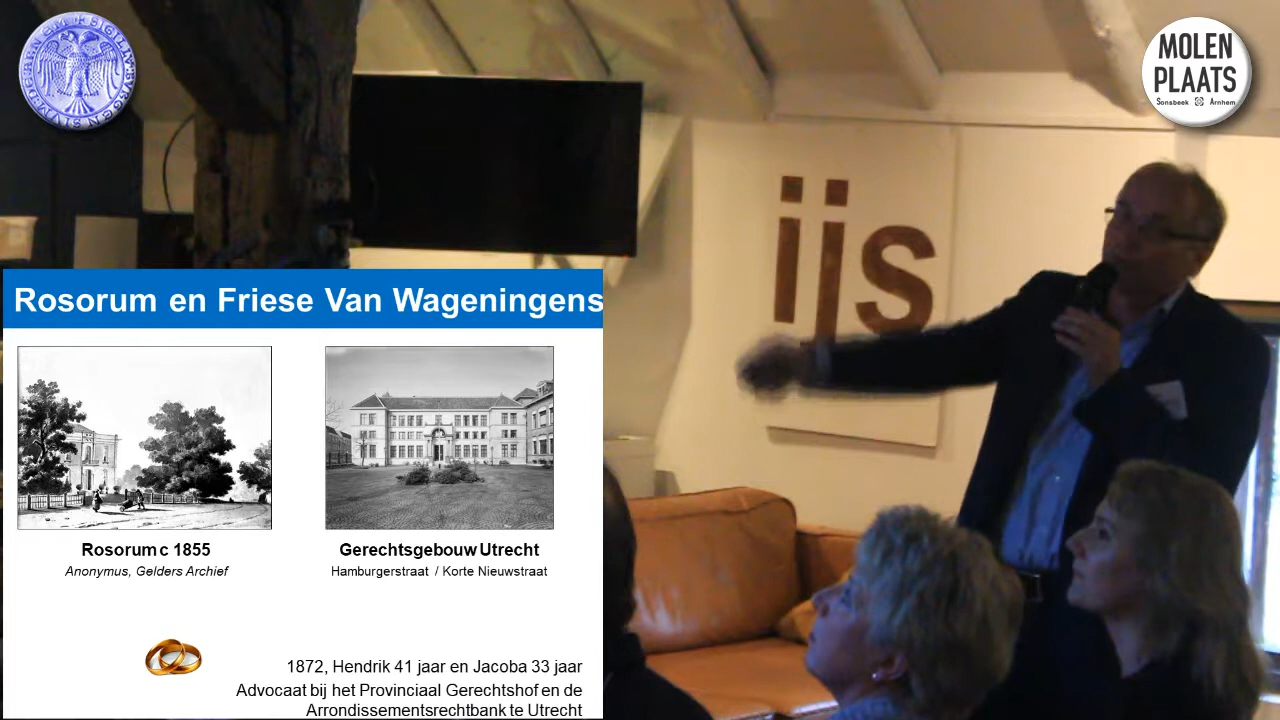 MOLEN
PLAATS
Sonsbeek Arnhem
ijs
Rosorum en Friese Van Wageningens
Rosorum c 1855
Anonymus, Gelders Archief
Gerechtsgebouw Utrecht
Hamburgerstraat / Korte Nieuwstraat
1872, Hendrik 41 jaar en Jacoba 33 jaar
Advocaat bij het Provinciaal Gerechtshof en de
Arrondissementsrechtbank te Utrecht